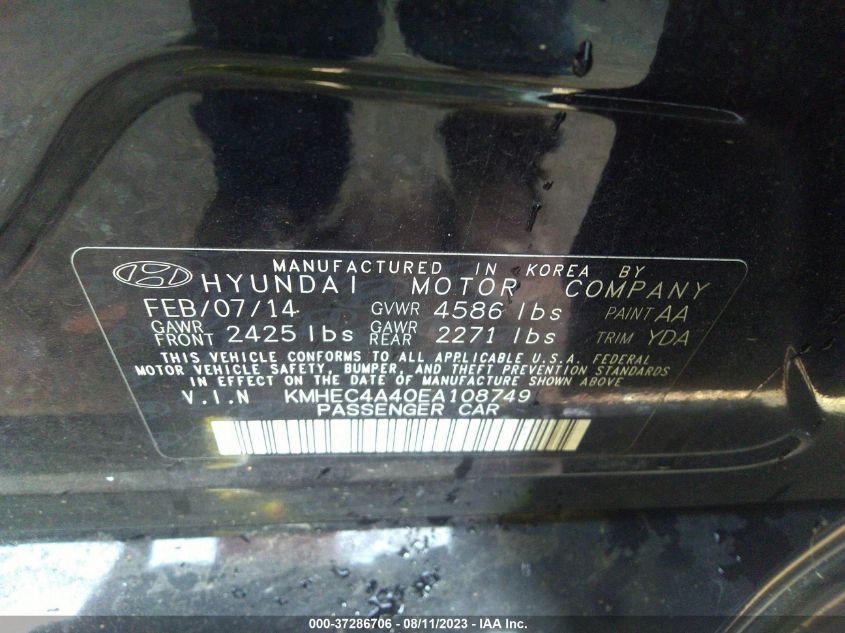 MANUFACTURED IN KOREA BY
HYUNDAI MOTOR COMPANY
FEB/07/14 GVWR 4586 lbs PAINT AA
GAWR FRONT 2425 lbs GAWR REAR 2271 lbs TRIM YDA
THIS VEHICLE CONFORMS TO ALL APPLICABLE U.S.A. FEDERAL
MOTOR VEHICLE SAFETY, BUMPER, AND THEFT PREVENTION STANDARDS
IN EFFECT ON THE DATE OF MANUFACTURE SHOWN ABOVE
V.I.N KMHEC4A40EA108749
PASSENGER CAR
000-37286706 - 08/11/2023 - IAA Inc.